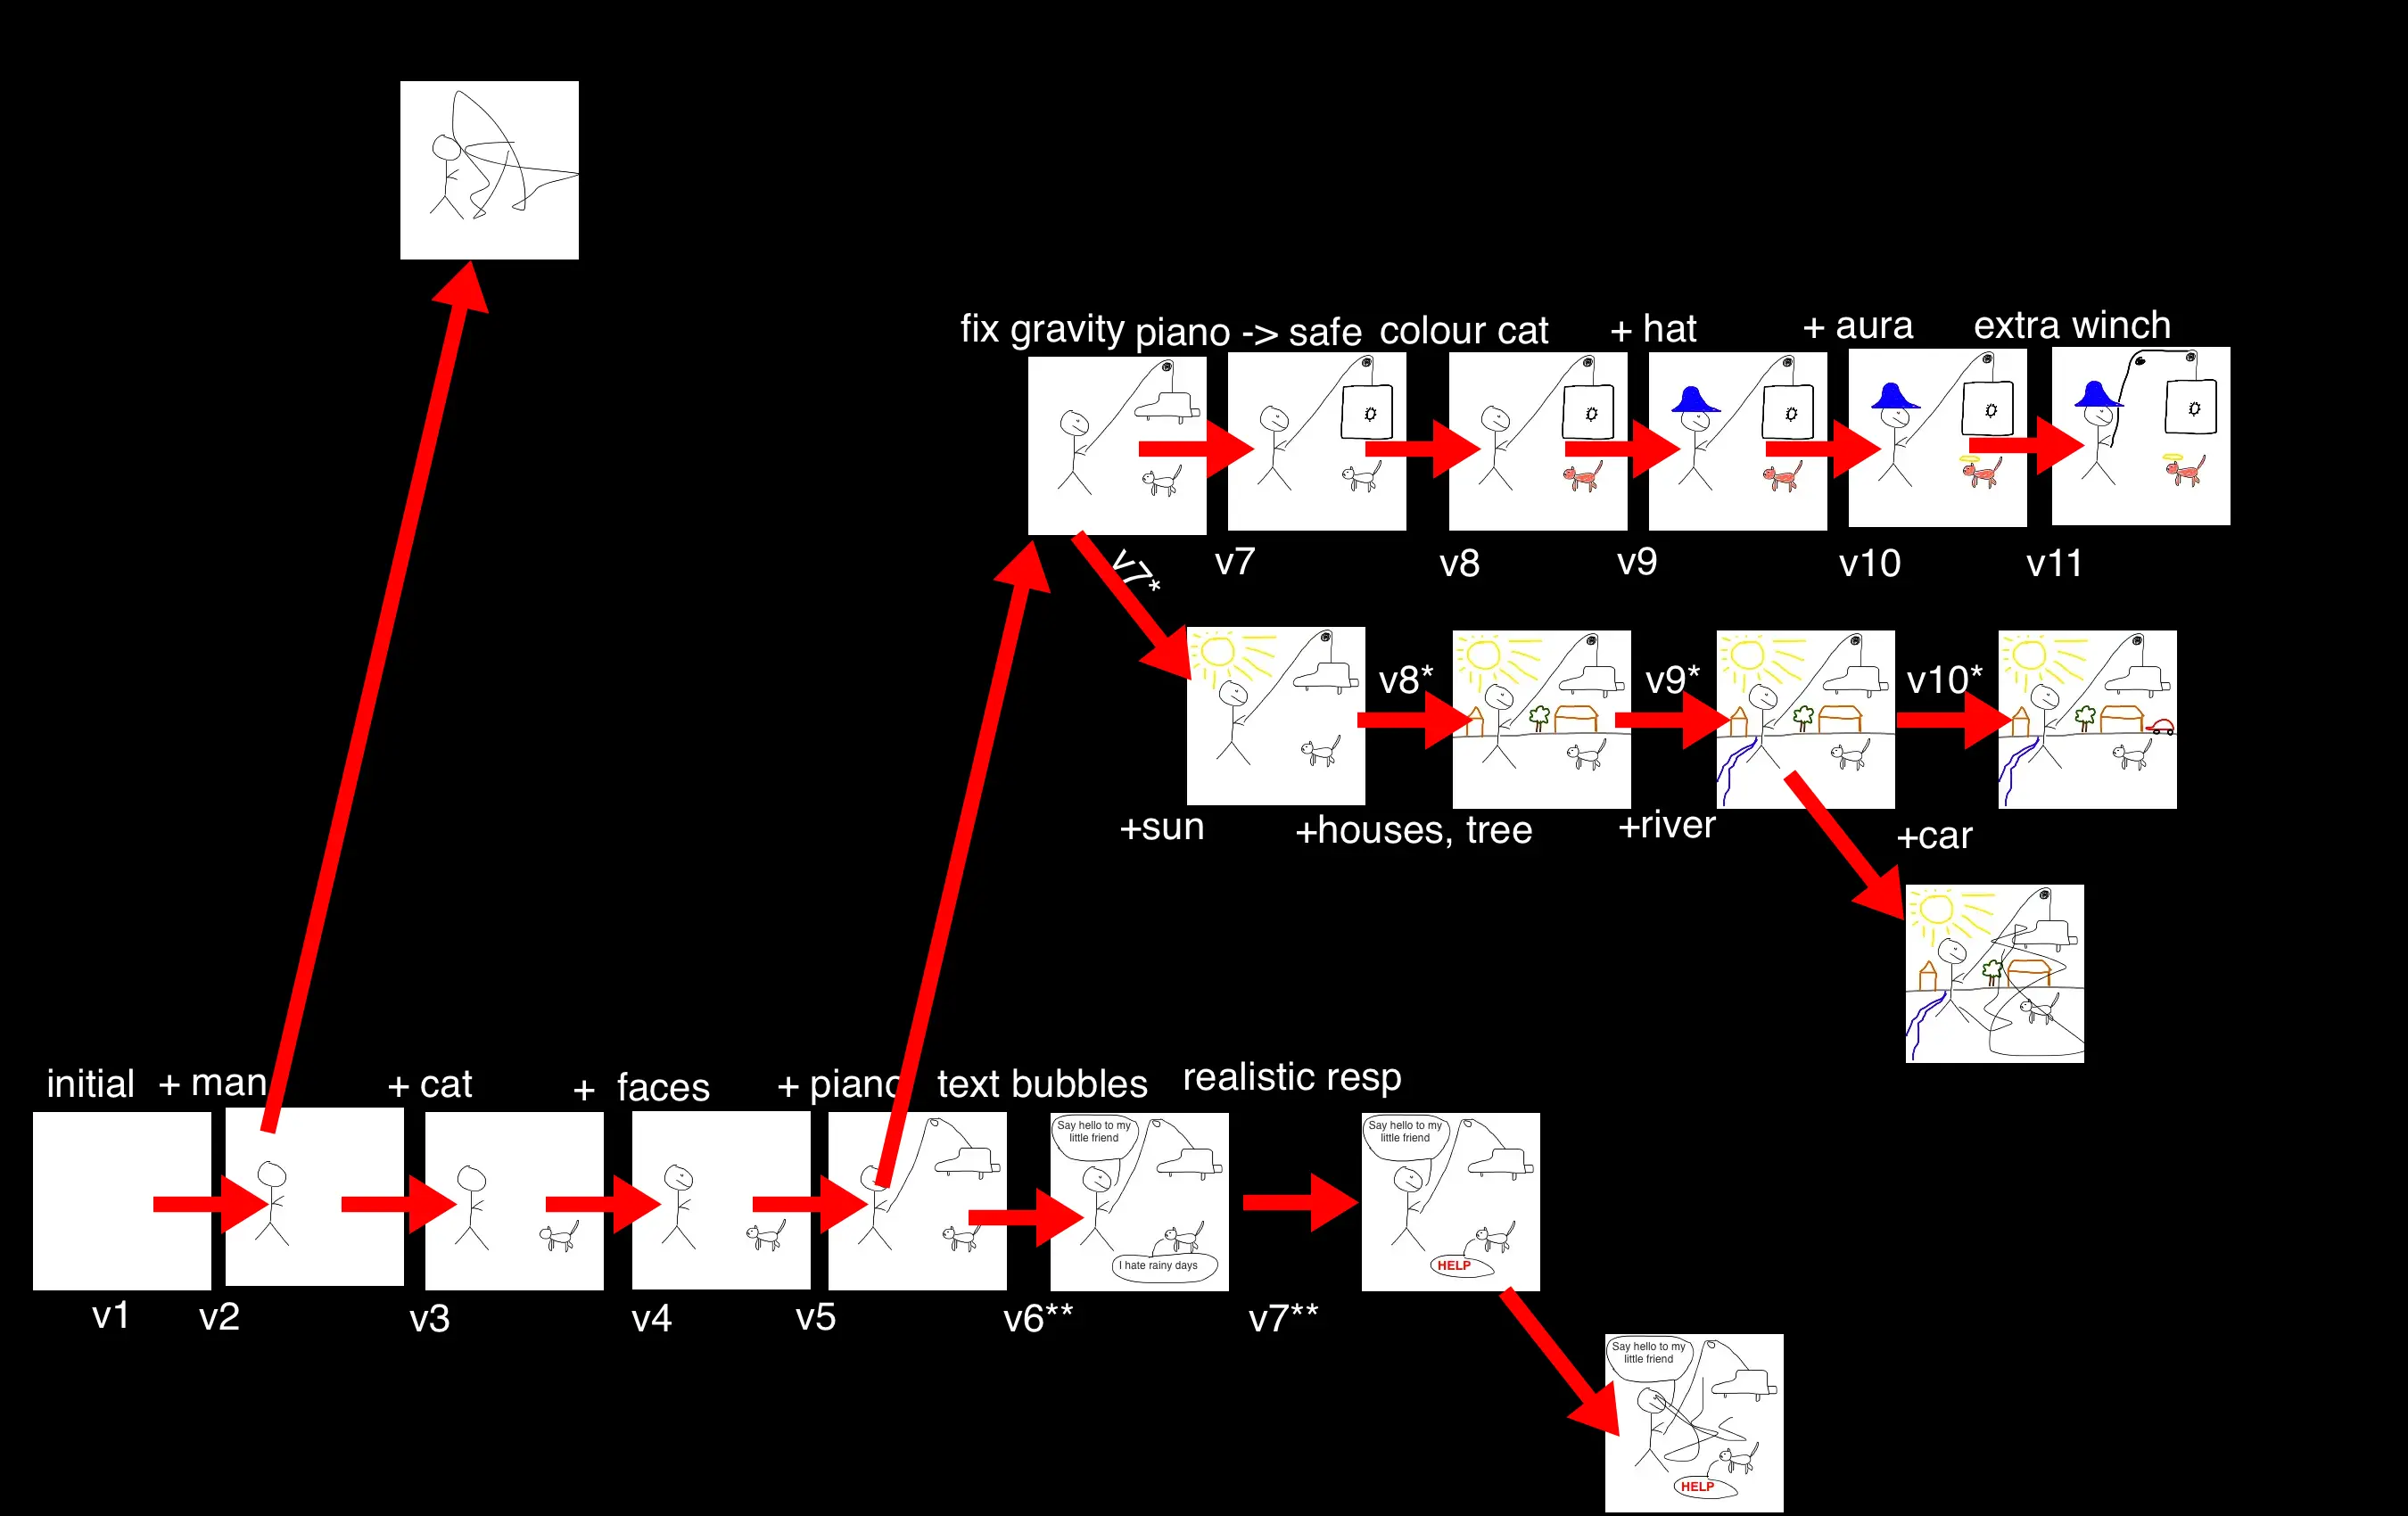 fix gravity piano -> safe colour cat + hat + aura extra winch
v7 v8 v9 v10 v11
v7*
v8* v9* v10*
+sun +houses, tree +river +car
initial + man + cat + faces + piano text bubbles realistic resp
Say hello to my
little friend
I hate rainy days
Say hello to my
little friend
HELP
v1 v2 v3 v4 v5 v6** v7**
Say hello to my
little friend
HELP